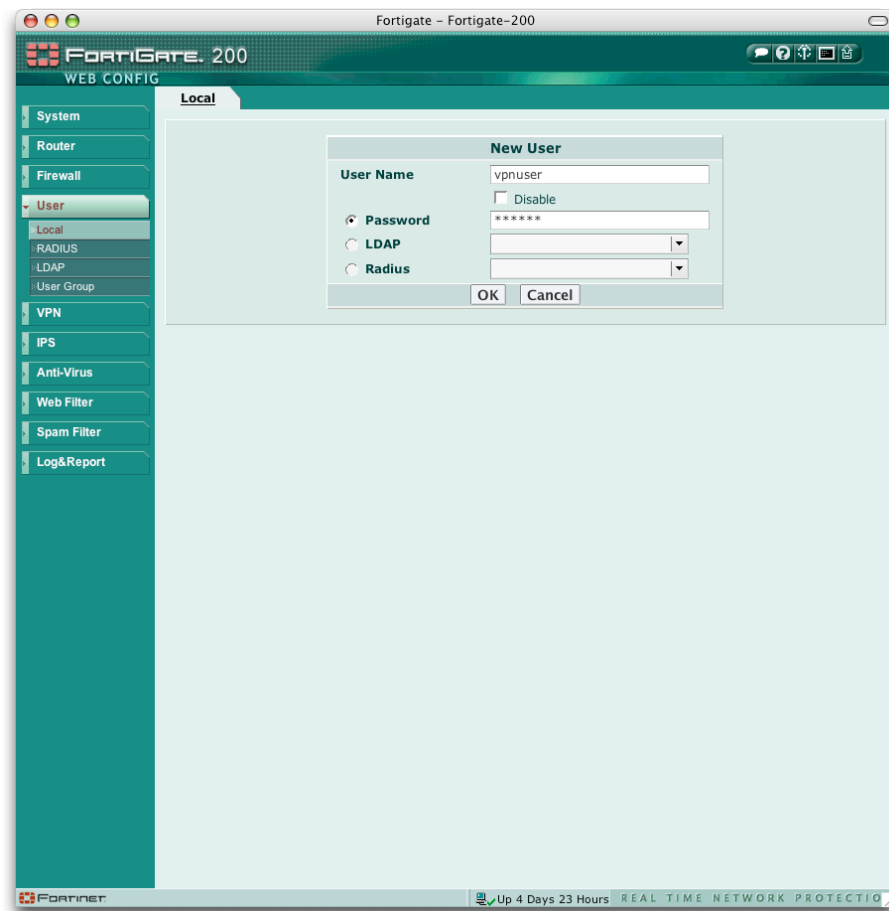 Fortigate – Fortigate-200
FORTIGATE. 200
WEB CONFIG
Local
System
Router
Firewall
User
Local
RADIUS
LDAP
User Group
VPN
IPS
Anti-Virus
Web Filter
Spam Filter
Log&Report
New User
User Name vpnuser
Disable
Password ******
LDAP
Radius
OK Cancel
FORTINET Up 4 Days 23 Hours REAL TIME NETWORK PROTECTIO